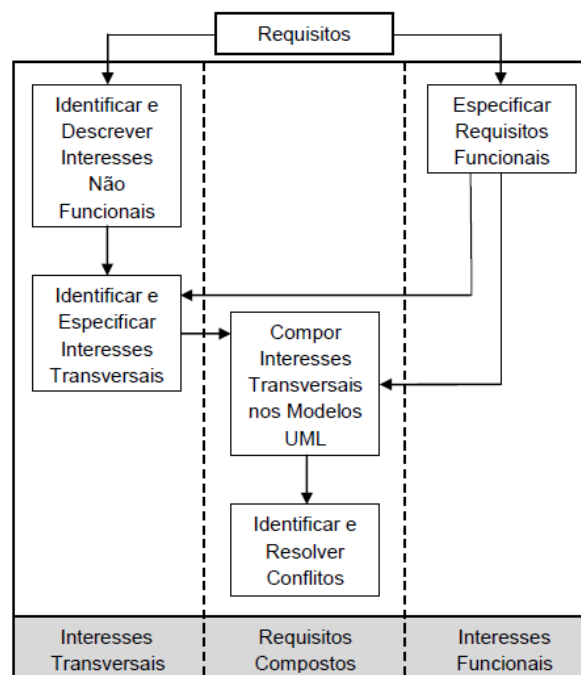 Requisitos
Identificar e
Descrever
Interesses
Não
Funcionais
Especificar
Requisitos
Funcionais
Identificar e
Especificar
Interesses
Transversais
Compor
Interesses
Transversais
nos Modelos
UML
Identificar e
Resolver
Conflitos
Interesses
Transversais
Requisitos
Compostos
Interesses
Funcionais